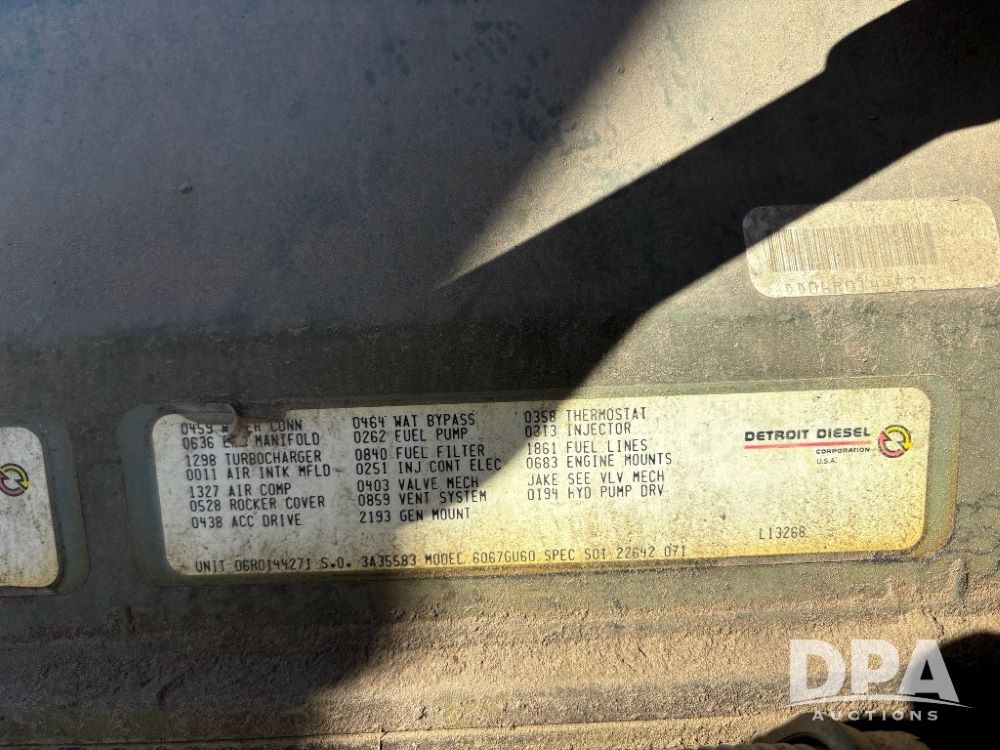 DD06R0144271
0459 CONN
0636 MANIFOLD
1298 TURBOCHARGER
0011 AIR INTK MFLD
1327 AIR COMP
0528 ROCKER COVER
0438 ACC DRIVE
0464 WAT BYPASS
0262 FUEL PUMP
0840 FUEL FILTER
0251 INJ CONT ELEC
0403 VALVE MECH
0859 VENT SYSTEM
2193 GEN MOUNT
0358 THERMOSTAT
0313 INJECTOR
1861 FUEL LINES
0683 ENGINE MOUNTS
JAKE SEE VLV MECH
0194 HYD PUMP DRV
DETROIT DIESEL
CORPORATION
U.S.A.
L13268
UNIT 06R0144271 S.O. 3A35583 MODEL 6067GU60 SPEC S01 22642 071
DPA
AUCTIONS